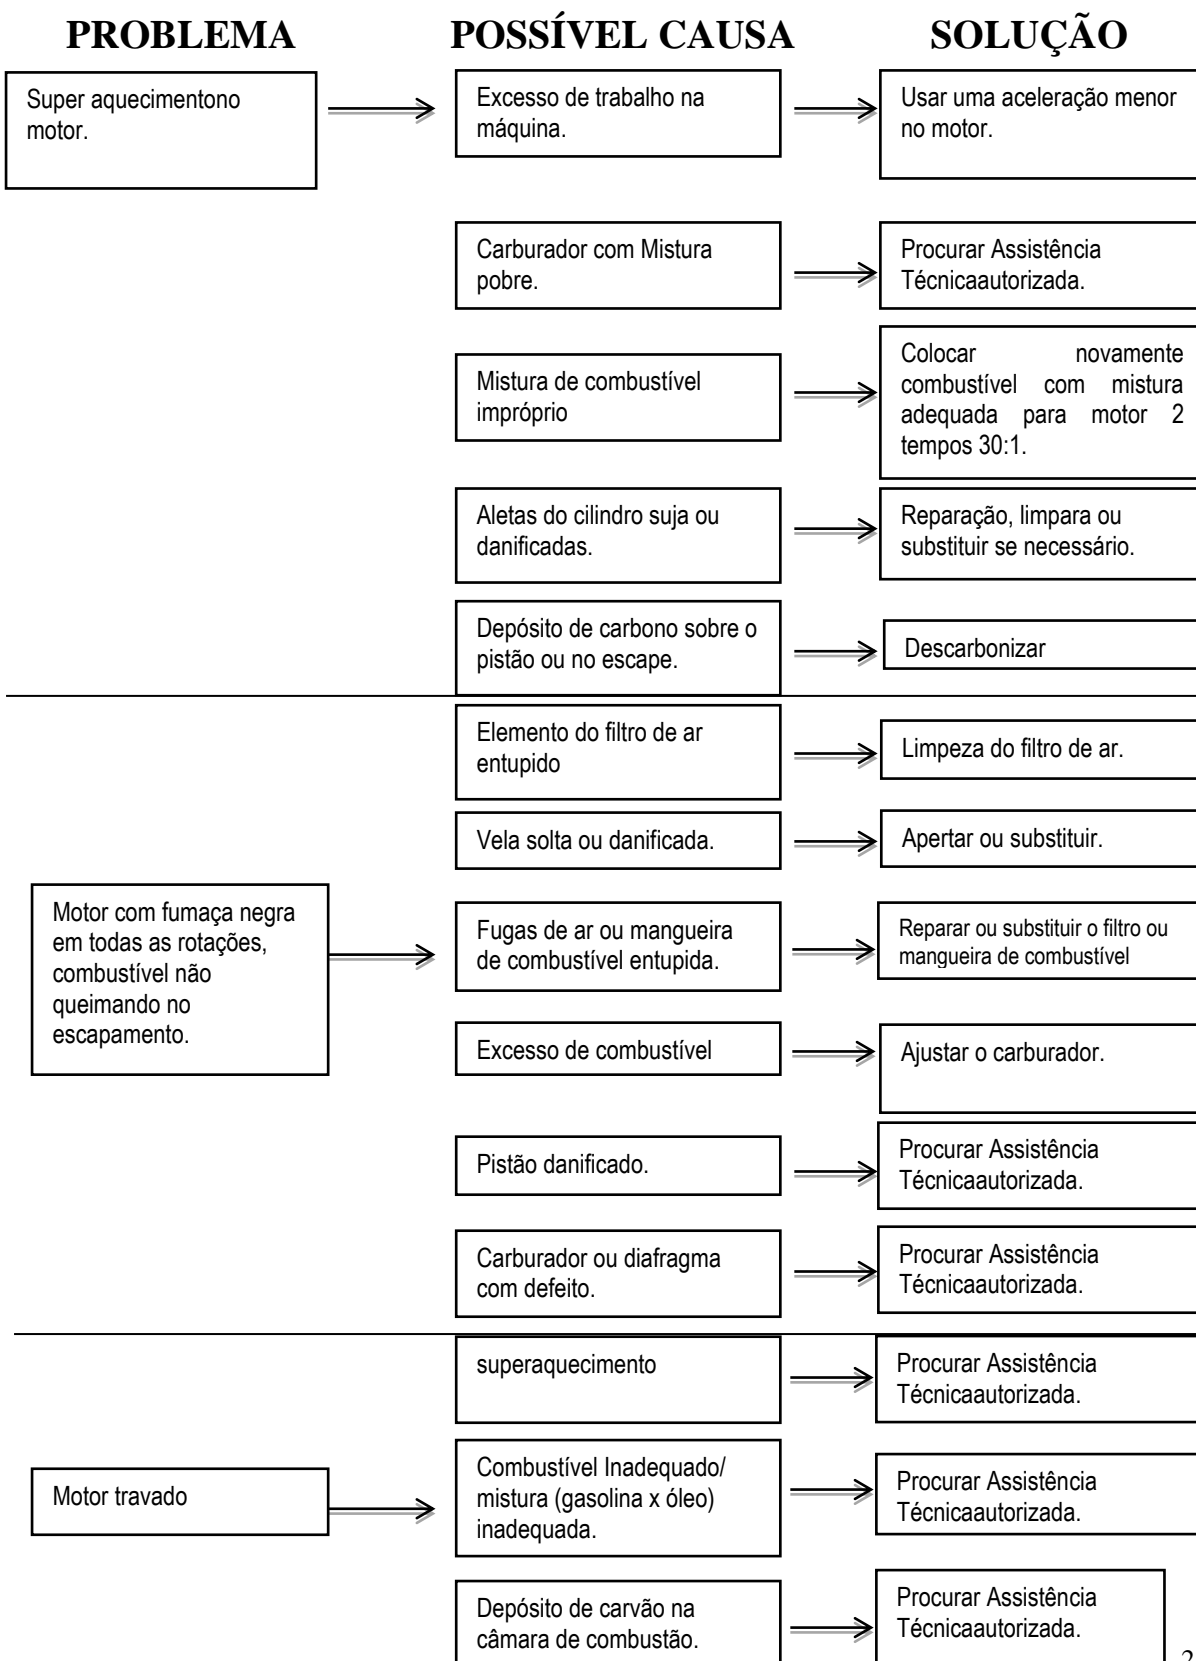 PROBLEMA POSSÍVEL CAUSA SOLUÇÃO
Super aquecimentono
motor.
Excesso de trabalho na
máquina.
Usar uma aceleração menor
no motor.
Carburador com Mistura
pobre.
Procurar Assistência
Técnicaautorizada.
Mistura de combustível
impróprio
Colocar novamente
combustível com mistura
adequada para motor 2
tempos 30:1.
Aletas do cilindro suja ou
danificadas.
Reparação, limpara ou
substituir se necessário.
Depósito de carbono sobre o
pistão ou no escape.
Descarbonizar
Elemento do filtro de ar
entupido
Limpeza do filtro de ar.
Vela solta ou danificada.
Apertar ou substituir.
Motor com fumaça negra
em todas as rotações,
combustível não
queimando no
escapamento.
Fugas de ar ou mangueira
de combustível entupida.
Reparar ou substituir o filtro ou
mangueira de combustível
Excesso de combustível
Ajustar o carburador.
Pistão danificado.
Procurar Assistência
Técnicaautorizada.
Carburador ou diafragma
com defeito.
Procurar Assistência
Técnicaautorizada.
superaquecimento
Procurar Assistência
Técnicaautorizada.
Motor travado
Combustível Inadequado/
mistura (gasolina x óleo)
inadequada.
Procurar Assistência
Técnicaautorizada.
Depósito de carvão na
câmara de combustão.
Procurar Assistência
Técnicaautorizada.